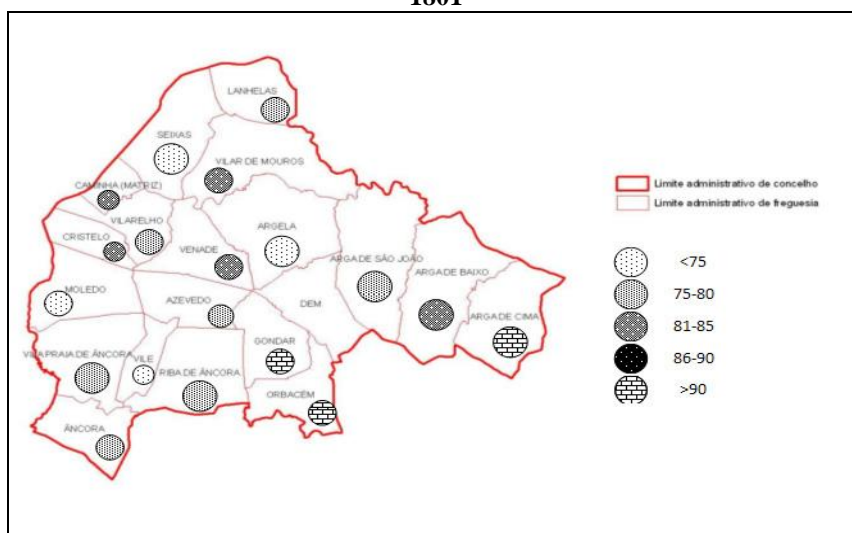 1801
LANHELAS
SEIXAS
VILAR DE MOUROS
CAMINHA (MATRIZ)
VILARELHO
CRISTELO
VENADE
ARGELA
ARGA DE SÃO JOÃO
ARGA DE BAIXO
MOLEDO
AZEVEDO
DEM
ARGA DE CIMA
GONDAR
VILA PRAIA DE ÂNCORA
VILE
RIBA DE ÂNCORA
ORBACÉM
ÂNCORA
Limite administrativo de concelho
Limite administrativo de freguesia
<75
75-80
81-85
86-90
>90